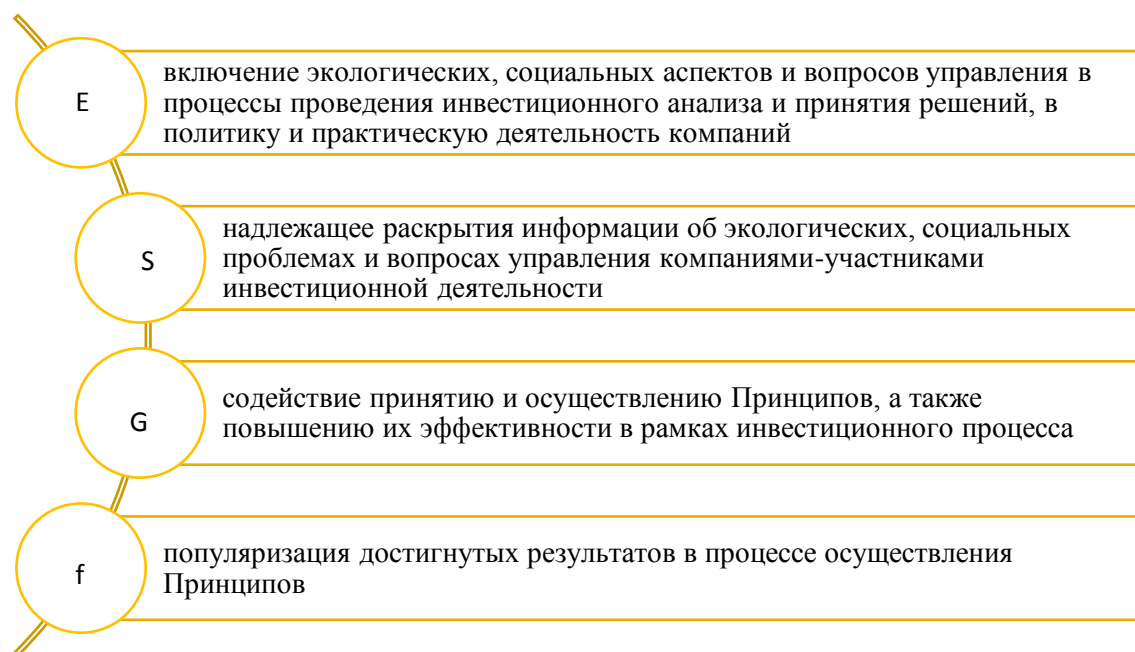 E
включение экологических, социальных аспектов и вопросов управления в
процессы проведения инвестиционного анализа и принятия решений, в
политику и практическую деятельность компаний
S
надлежащее раскрытия информации об экологических, социальных
проблемах и вопросах управления компаниями-участниками
инвестиционной деятельности
G
содействие принятию и осуществлению Принципов, а также
повышению их эффективности в рамках инвестиционного процесса
f
популяризация достигнутых результатов в процессе осуществления
Принципов